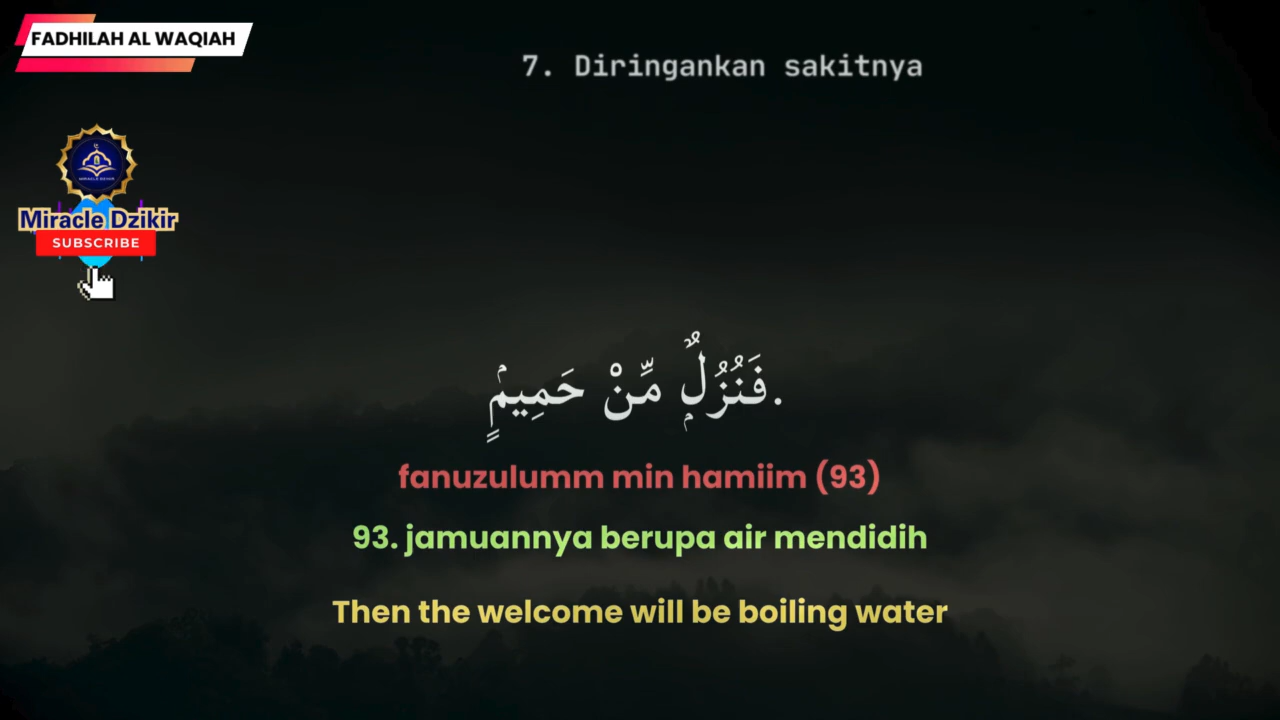 FADHILAH AL WAQIAH
7. Diringankan sakitnya
Miracle Dzikir
SUBSCRIBE
فَنُزُلٌۭ مِّنْ حَمِيمٍۢ.
fanuzulumm min hamiim (93)
93. jamuannya berupa air mendidih
Then the welcome will be boiling water